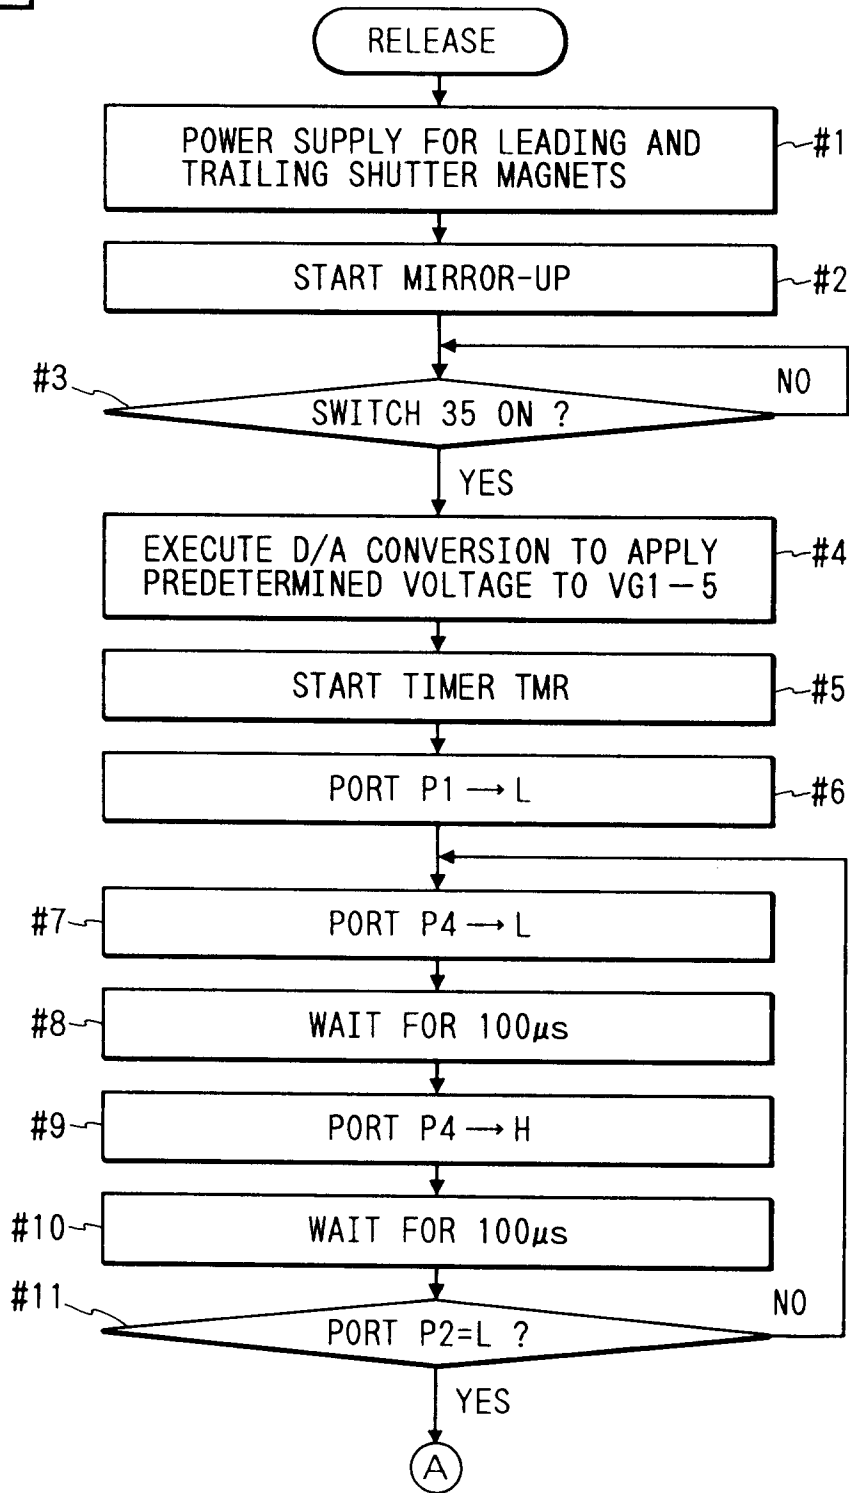 RELEASE
POWER SUPPLY FOR LEADING AND
TRAILING SHUTTER MAGNETS
#1
START MIRROR-UP
#2
#3
SWITCH 35 ON ?
NO
YES
EXECUTE D/A CONVERSION TO APPLY
PREDETERMINED VOLTAGE TO VG1-5
#4
START TIMER TMR
#5
PORT P1 → L
#6
#7
PORT P4 → L
#8
WAIT FOR 100μs
#9
PORT P4 → H
#10
WAIT FOR 100μs
#11
PORT P2=L ?
NO
YES
A